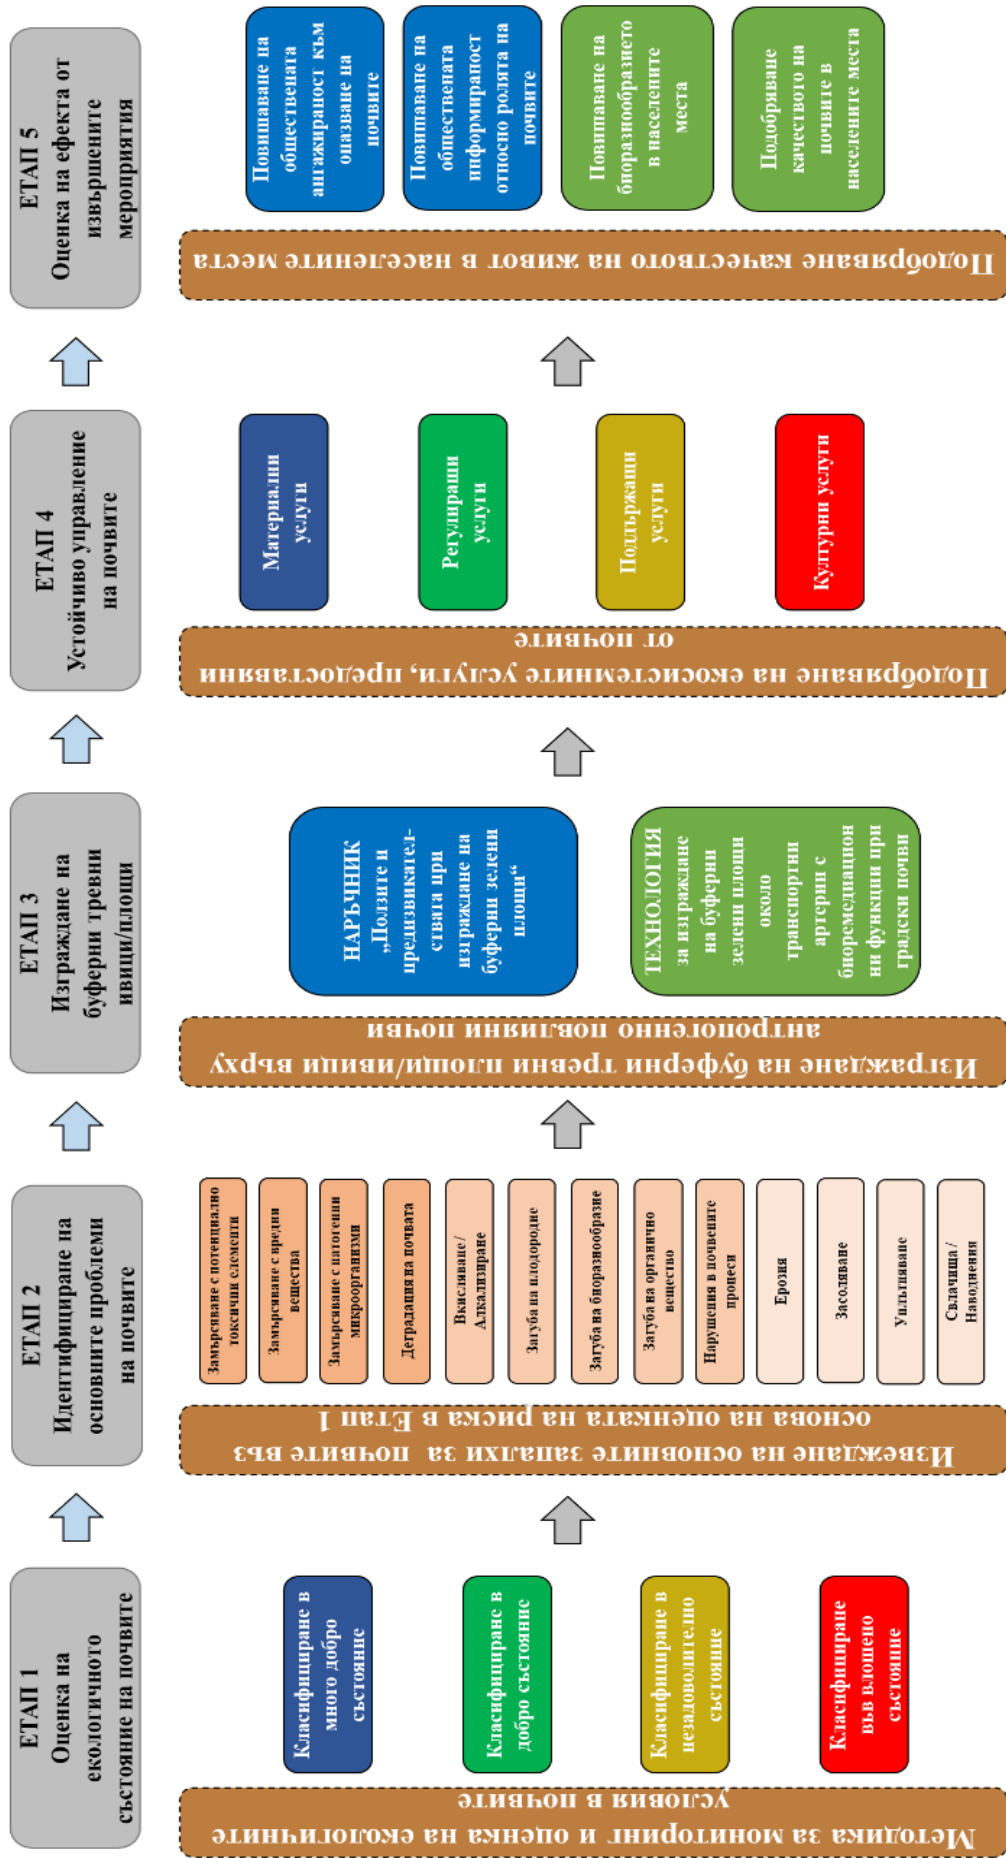 ЕТАП 1
Оценка на
екологичното
състояние на почвите
Методика за мониторинг и оценка на екологичните
условия в почвите
Класифициране в
много добро
състояние
Класифициране в
добро състояние
Класифициране в
незадоволително
състояние
Класифициране
във влошено
състояние
ЕТАП 2
Идентифициране на
основните проблеми
на почвите
Извеждане на основните запалхи за почвите въз
основа на оценката на риска в Етап 1
Замърсяване с потенциално
токсични елементи
Замърсяване с вредни
вещества
Замърсяване с патогенни
микроорганизми
Деградация на почвата
Вкисляване /
Алкализиране
Загуба на плодородие
Загуба на биоразнообразие
Загуба на органично
вещество
Нарушения в почвените
процеси
Ерозия
Засоляване
Уплътняване
Свлачища /
Наводнения
ЕТАП 3
Изграждане на
буферни тревни
ивици/площи
Изграждане на буферни тревни площи/ивици върху
антропогенно повлияни почви
НАРЪЧНИК
„Ползите и
предизвикател-
ствата при
изграждане на
буферни зелени
площи“
ТЕХНОЛОГИЯ
за изграждане
на буферни
зелени площи
около
транспортни
артерии с
биоремедиацион
ни функции при
градски почви
ЕТАП 4
Устойчиво управление
на почвите
Подобряване на екосистемните услуги, предоставяни
от почвите
Материални
услуги
Регулиращи
услуги
Поддържащи
услуги
Културни услуги
ЕТАП 5
Оценка на ефекта от
извършените
мероприятия
Подобряване качеството на живот в населените места
Повишаване на
обществената
ангажираност към
опазване на
почвите
Повишаване на
обществената
информираност
относно ролята на
почвите
Повишаване на
биоразнообразието
в населените
места
Подобряване
качеството на
почвите в
населените места